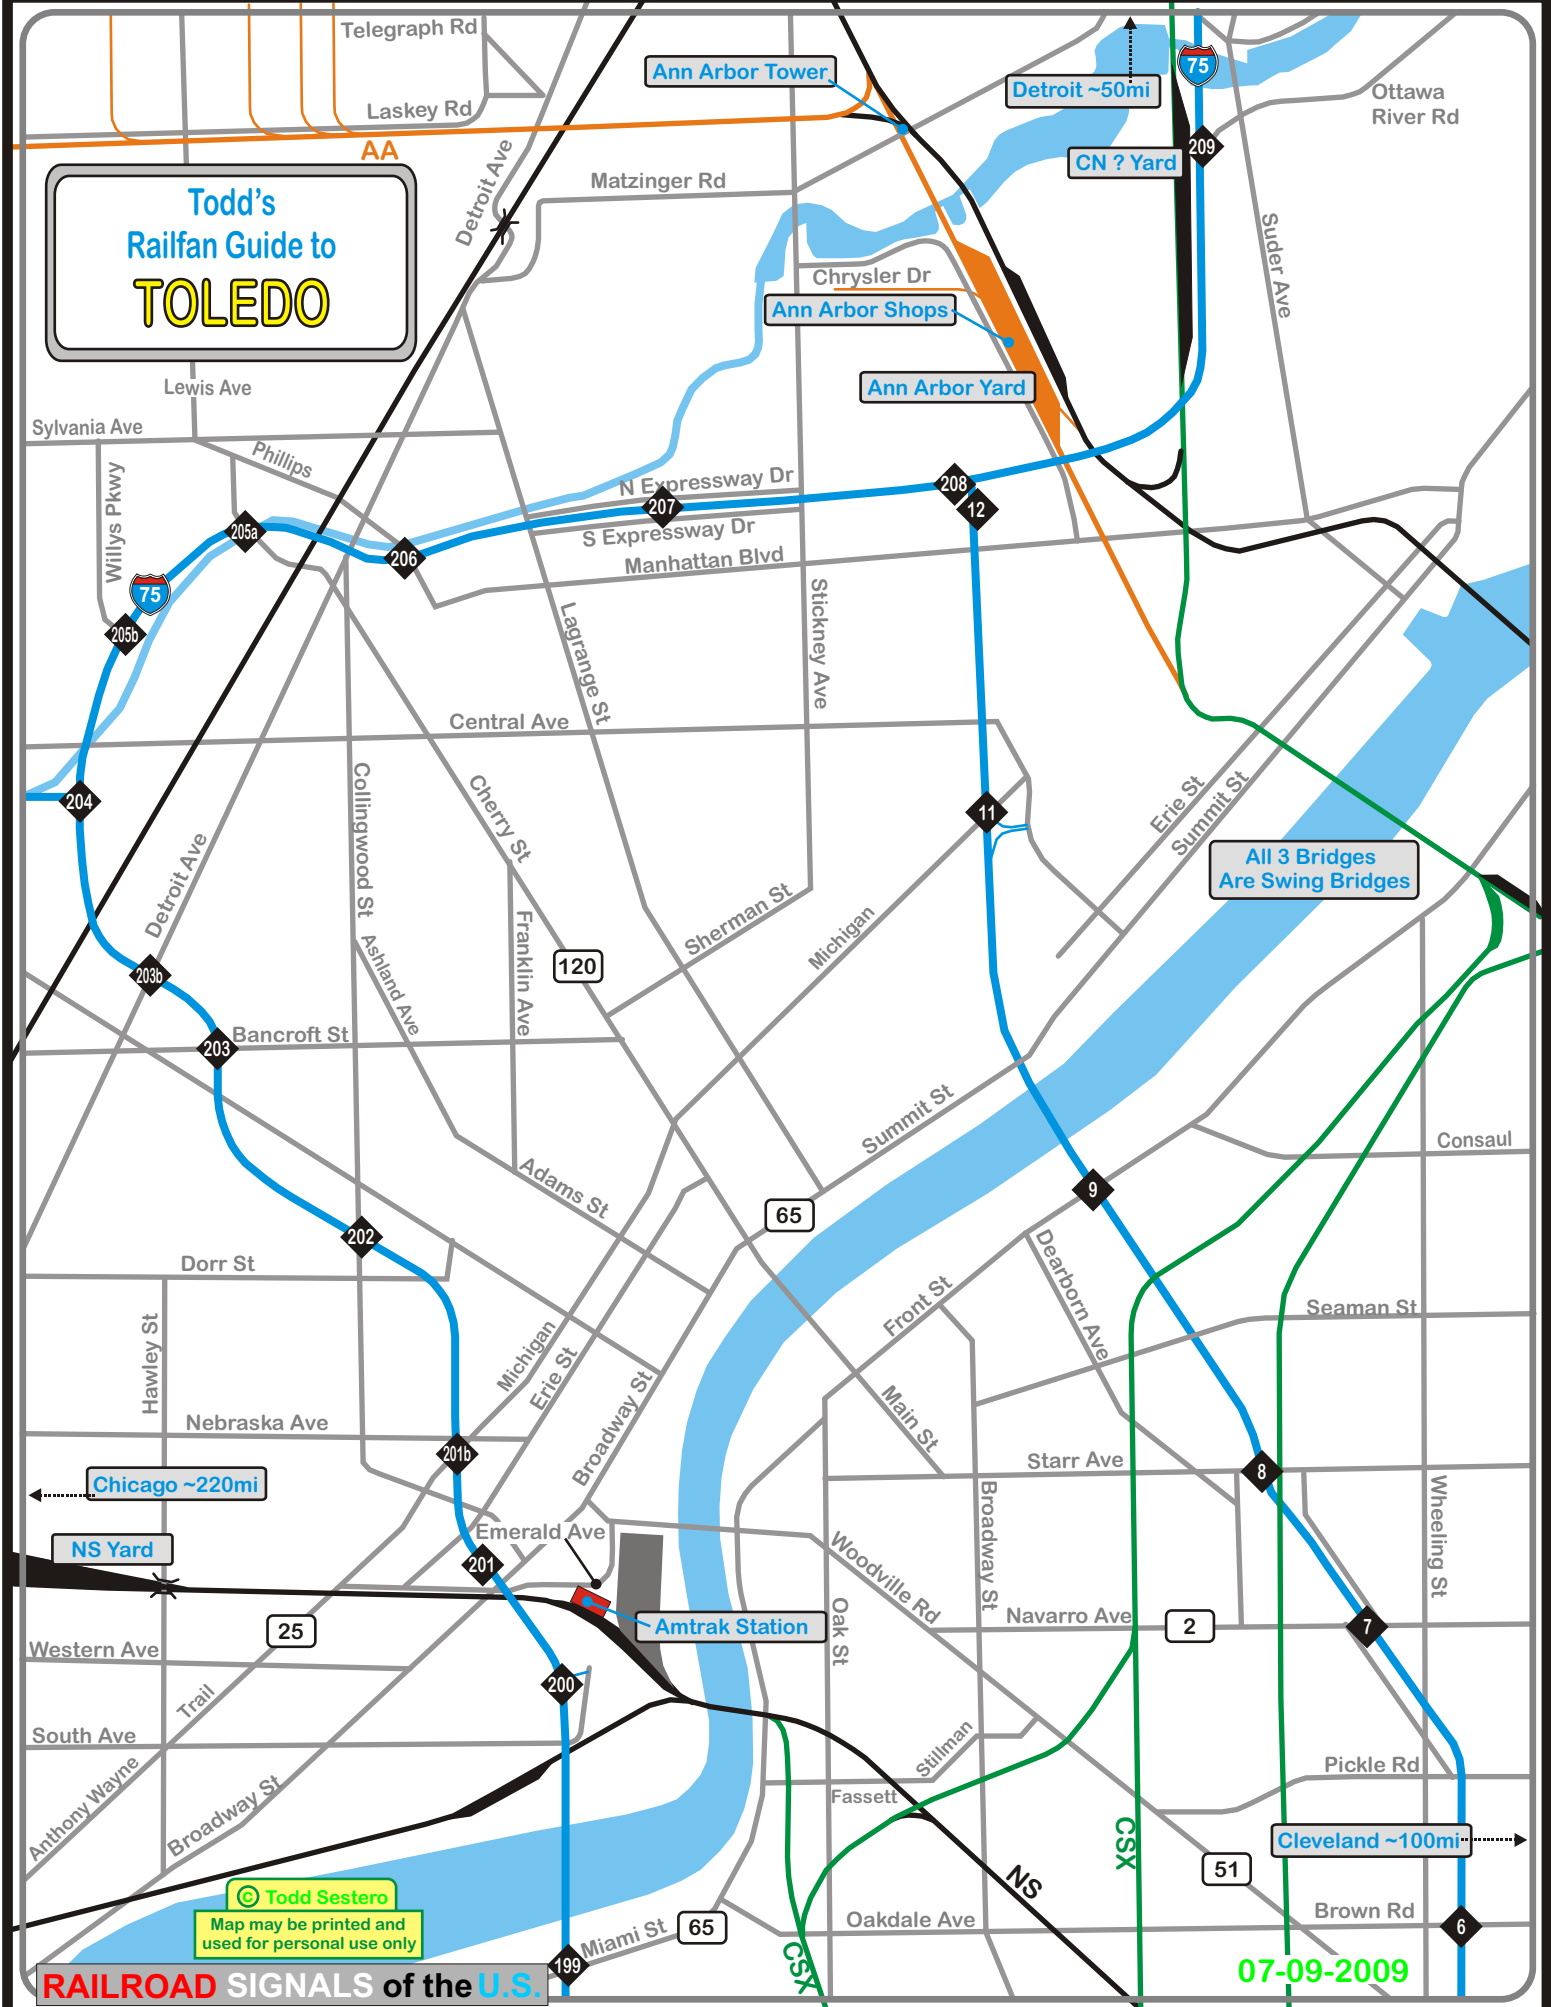 Telegraph Rd
Laskey Rd
AA
Ann Arbor Tower
Detroit ~50mi
75
Ottawa
River Rd
209
CN ? Yard
Detroit Ave
Matzinger Rd
Todd's
Railfan Guide to
TOLEDO
Suder Ave
Chrysler Dr
Ann Arbor Shops
Ann Arbor Yard
Lewis Ave
Sylvania Ave
Phillips
Willys Pkwy
N Expressway Dr
207
S Expressway Dr
Manhattan Blvd
208
12
205a
206
75
205b
Lagrange St
Stickney Ave
Central Ave
204
Collingwood St
Cherry St
11
Erie St
Summit St
All 3 Bridges
Are Swing Bridges
Detroit Ave
Ashland Ave
Franklin Ave
120
Sherman St
Michigan
203b
203
Bancroft St
Summit St
Consaul
Adams St
65
9
202
Dorr St
Hawley St
Dearborn Ave
Front St
Seaman St
Michigan
Erie St
Broadway St
Main St
Nebraska Ave
201b
Starr Ave
8
Chicago ~220mi
Broadway St
Wheeling St
NS Yard
Emerald Ave
201
Woodville Rd
Oak St
Navarro Ave
2
7
Amtrak Station
25
Western Ave
200
Trail
South Ave
Anthony Wayne
Broadway St
Stillman
Fassett
Pickle Rd
CSX
Cleveland ~100mi
51
NS
© Todd Sestero
Map may be printed and
used for personal use only
65
Miami St
Oakdale Ave
Brown Rd
6
199
CSX
07-09-2009
RAILROAD SIGNALS of the U.S.